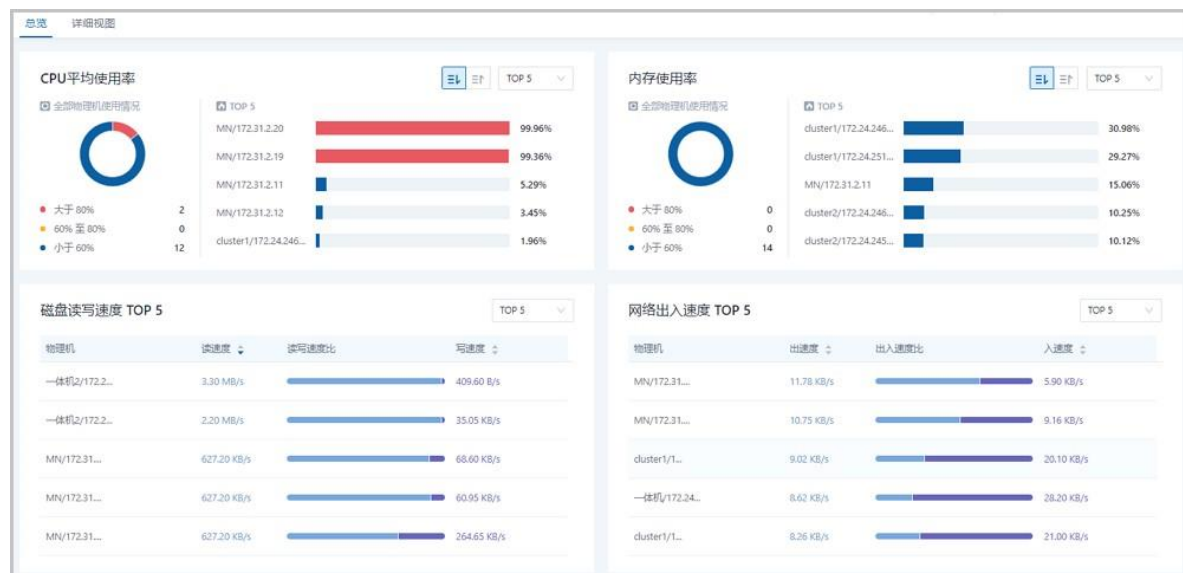 总览 详细视图
CPU平均使用率 TOP 5
全部物理机使用情况 TOP 5
MN/172.31.2.20 99.96%
MN/172.31.2.19 99.36%
MN/172.31.2.11 5.29%
大于 80% 2
MN/172.31.2.12 3.45%
60% 至 80% 0
cluster1/172.24.246... 1.96%
小于 60% 12
内存使用率 TOP 5
全部物理机使用情况 TOP 5
cluster1/172.24.246... 30.98%
cluster1/172.24.251... 29.27%
MN/172.31.2.11 15.06%
大于 80% 0
cluster2/172.24.246... 10.25%
60% 至 80% 0
cluster2/172.24.245... 10.12%
小于 60% 14
磁盘读写速度 TOP 5 TOP 5
物理机 读速度 读写速度比 写速度
一体机2/172.2... 3.30 MB/s 409.60 B/s
一体机2/172.2... 2.20 MB/s 35.05 KB/s
MN/172.31.... 627.20 KB/s 68.60 KB/s
MN/172.31.... 627.20 KB/s 60.95 KB/s
MN/172.31.... 627.20 KB/s 264.65 KB/s
网络出入速度 TOP 5 TOP 5
物理机 出速度 出入速度比 入速度
MN/172.31.... 11.78 KB/s 5.90 KB/s
MN/172.31.... 10.75 KB/s 9.16 KB/s
cluster1/1... 9.02 KB/s 20.10 KB/s
一体机/172.24... 8.62 KB/s 28.20 KB/s
cluster1/1... 8.26 KB/s 21.00 KB/s